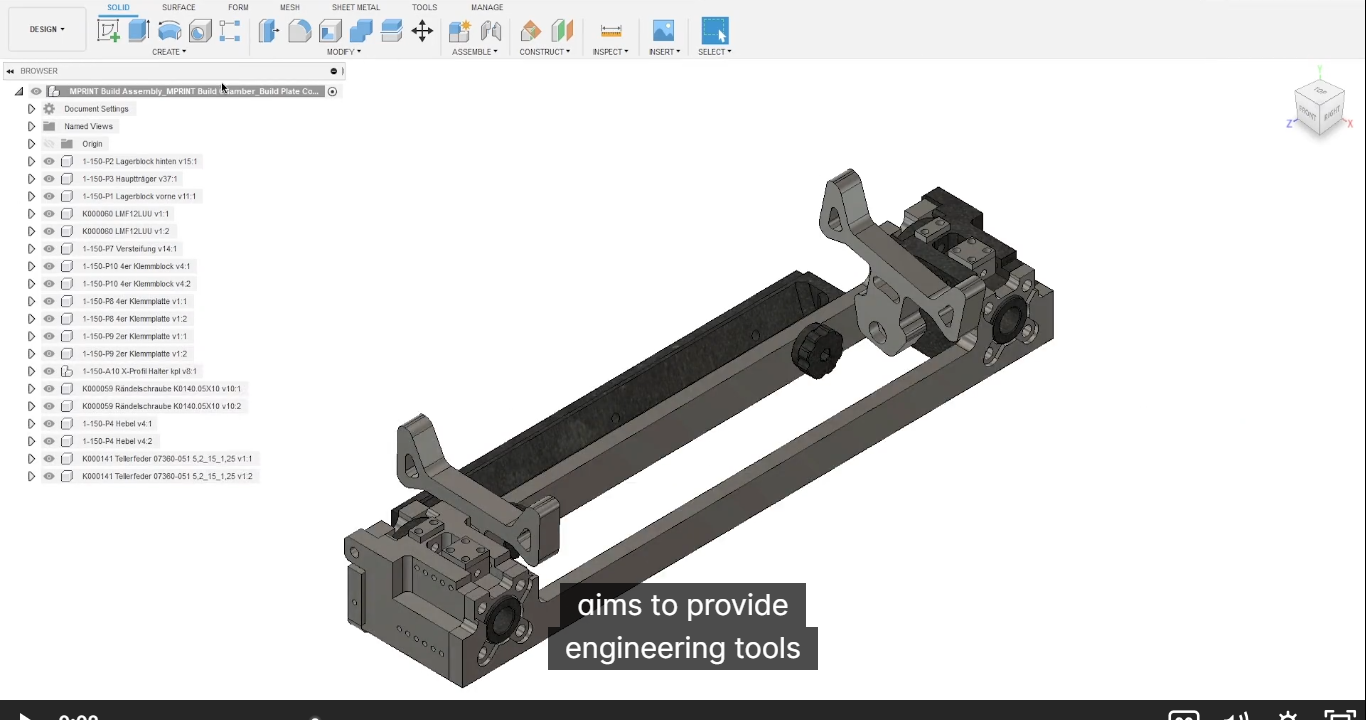 SOLID SURFACE FORM MESH SHEET METAL TOOLS MANAGE
DESIGN
CREATE MODIFY ASSEMBLE CONSTRUCT INSPECT INSERT SELECT
BROWSER
MPRINT Build Assembly_MPRINT Build Chamber_Build Plate Co...
Document Settings
Named Views
Origin
1-150-P2 Lagerblock hinten v15:1
1-150-P3 Hauptträger v37:1
1-150-P1 Lagerblock vorne v11:1
K000060 LMF12LUU v1:1
K000060 LMF12LUU v1:2
1-150-P7 Versteifung v14:1
1-150-P10 4er Klemmblock v4:1
1-150-P10 4er Klemmblock v4:2
1-150-P8 4er Klemmplatte v1:1
1-150-P8 4er Klemmplatte v1:2
1-150-P9 2er Klemmplatte v1:1
1-150-P9 2er Klemmplatte v1:2
1-150-A10 X-Profil Halter kpl v8:1
K000059 Rändelschraube K0140.05X10 v10:1
K000059 Rändelschraube K0140.05X10 v10:2
1-150-P4 Hebel v4:1
1-150-P4 Hebel v4:2
K000141 Tellerfeder 07360-051 5,2_15_1,25 v1:1
K000141 Tellerfeder 07360-051 5,2_15_1,25 v1:2
Y
TOP
FRONT
RIGHT
Z
X
aims to provide
engineering tools